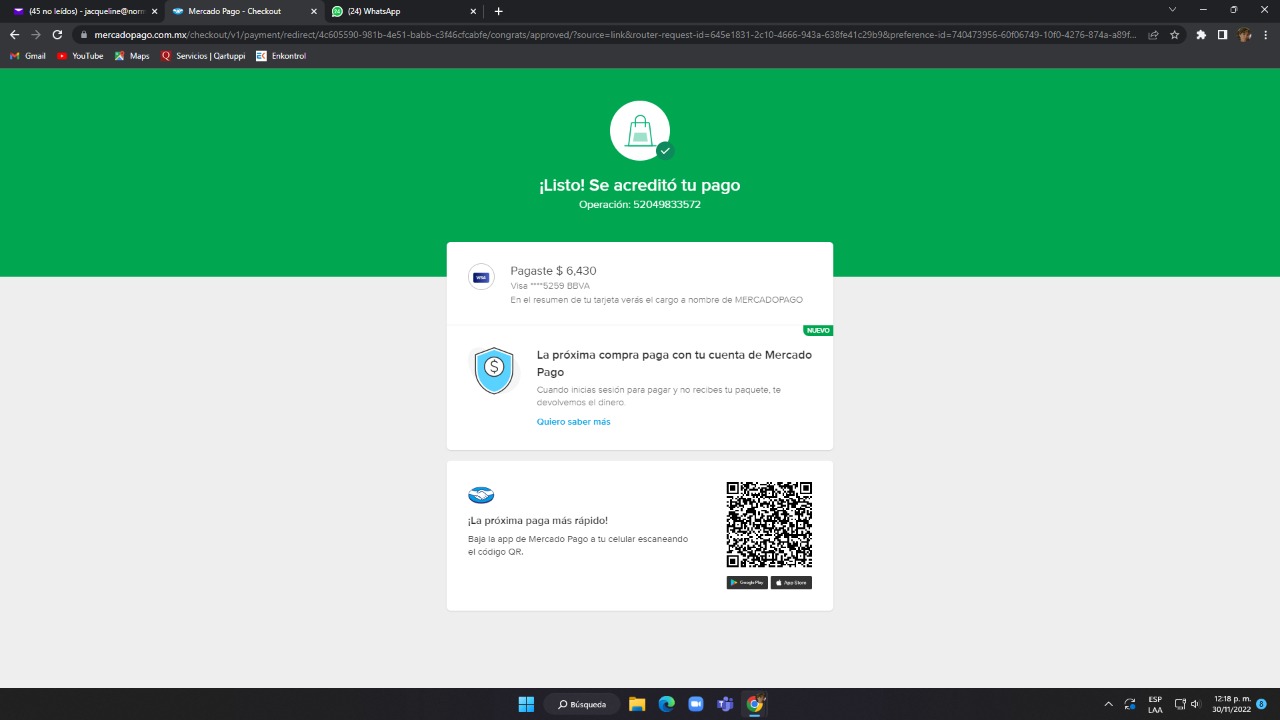 (45 no leídos) - jacqueline@norm
Mercado Pago - Checkout
(24) WhatsApp
mercadopago.com.mx/checkout/v1/payment/redirect/4c605590-981b-4e51-babb-c3f46cfcabfe/congrats/approved/?source=link&router-request-id=645e1831-2c10-4666-943a-638fe41c29b9&preference-id=740473956-60f06749-10f0-4276-874a-a89f...
Gmail
YouTube
Maps
Servicios | Qartuppi
Enkontrol
¡Listo! Se acreditó tu pago
Operación: 52049833572
Pagaste $ 6,430
VISA
Visa ****5259 BBVA
En el resumen de tu tarjeta verás el cargo a nombre de MERCADOPAGO
NUEVO
La próxima compra paga con tu cuenta de Mercado
Pago
Cuando inicias sesión para pagar y no recibes tu paquete, te
devolvemos el dinero.
Quiero saber más
¡La próxima paga más rápido!
Baja la app de Mercado Pago a tu celular escaneando
el código QR.
Google Play
App Store
Búsqueda
ESP
LAA
12:18 p. m.
30/11/2022
8